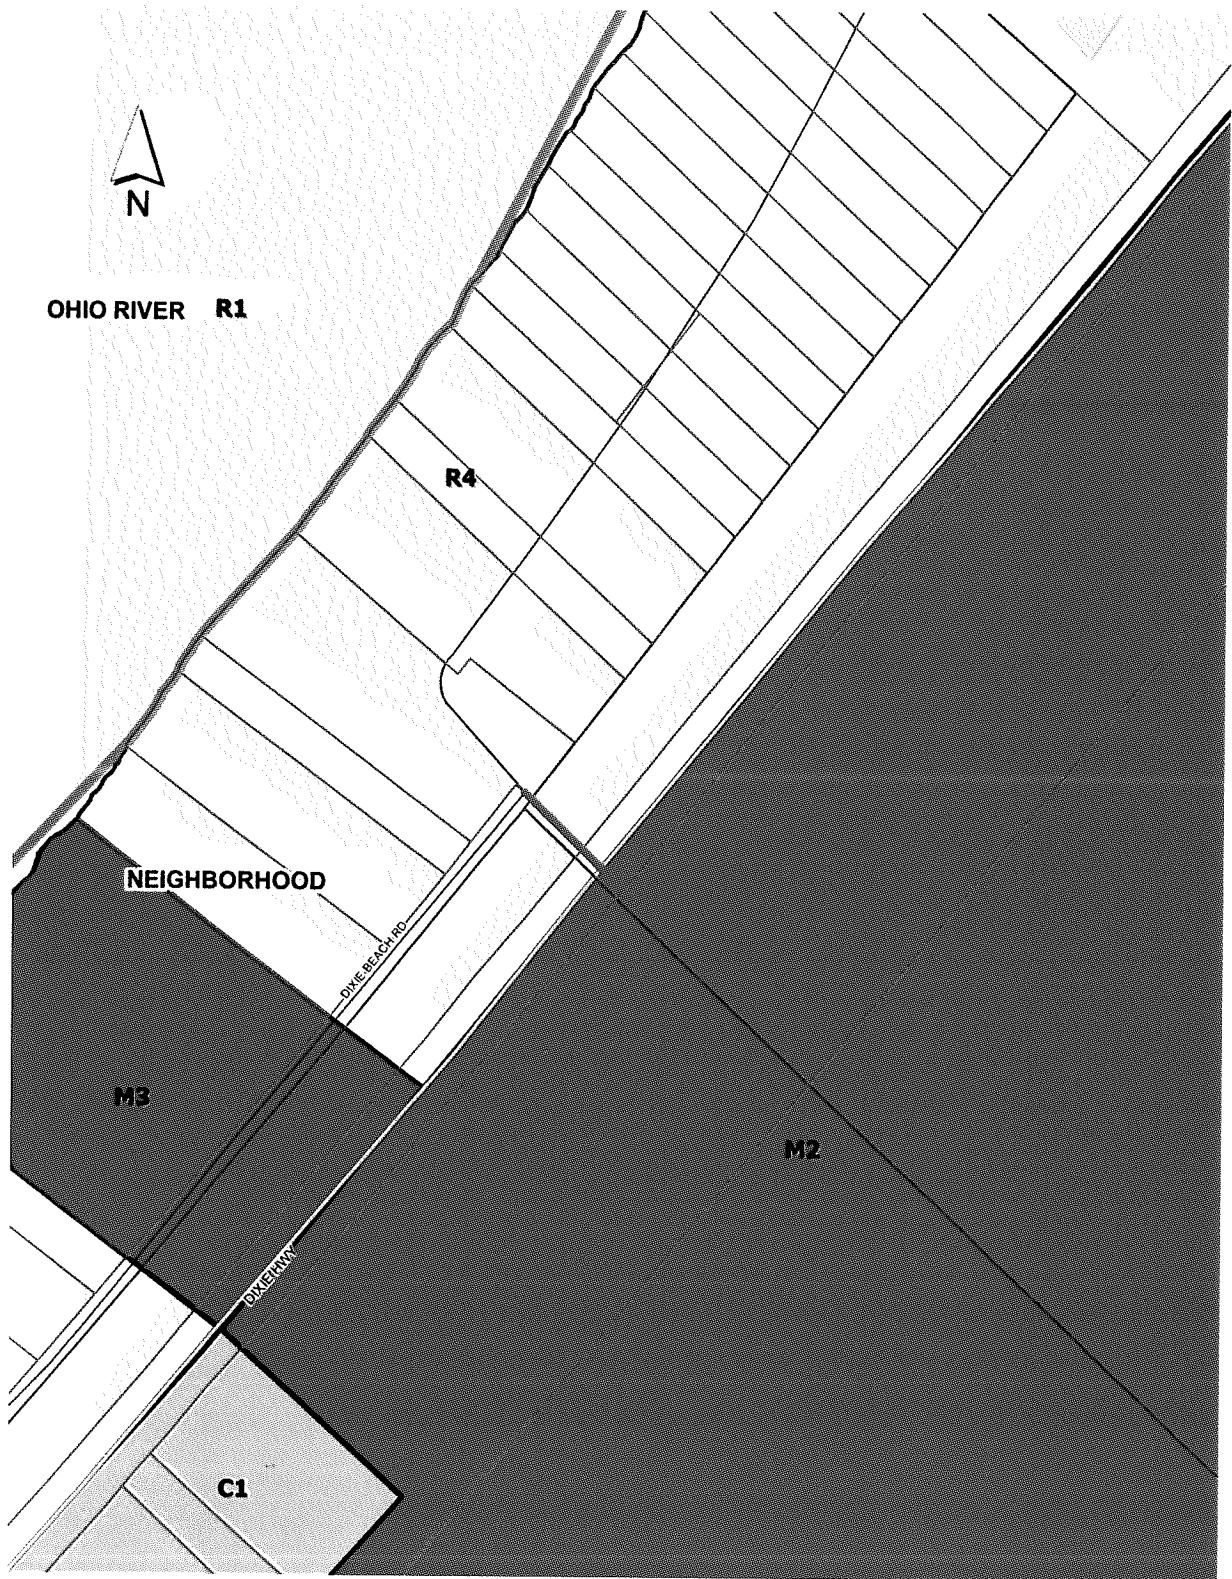 N
OHIO RIVER R1
R4
NEIGHBORHOOD
DIXIE BEACH RD
M3
M2
DIXIE HWY
C1